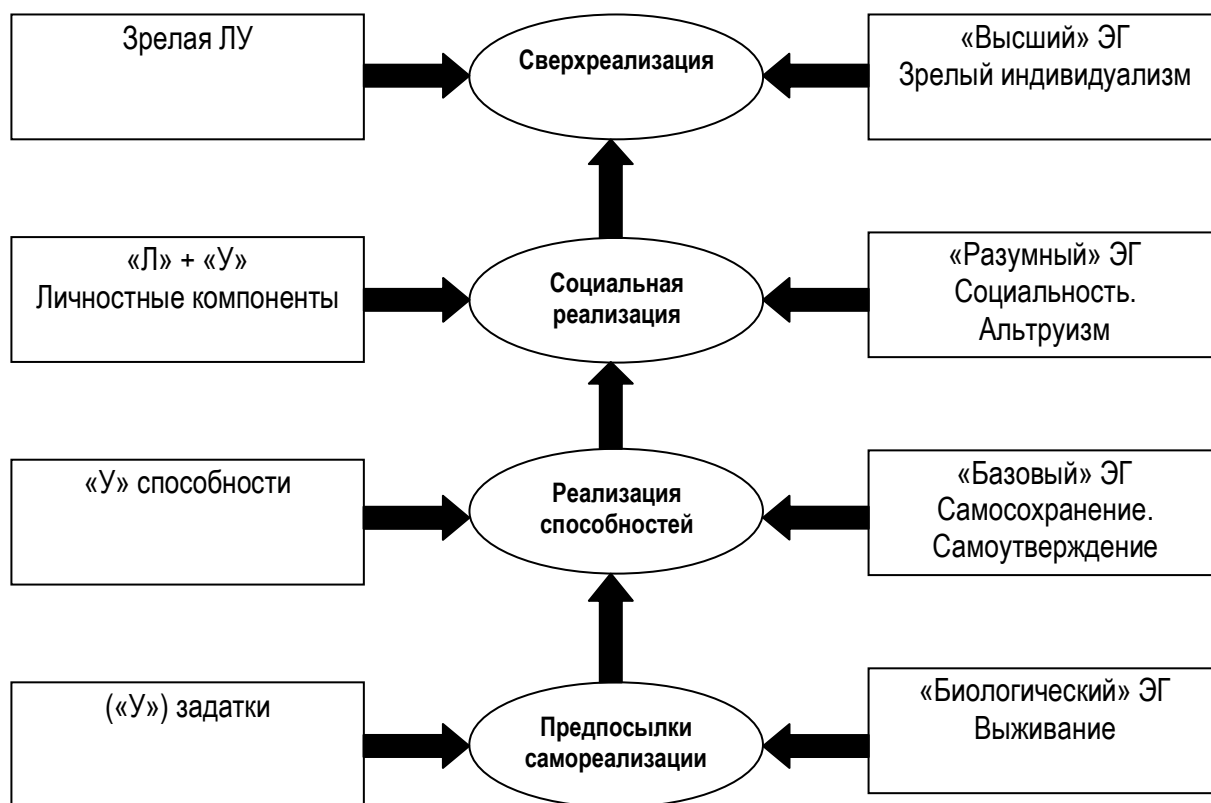 Зрелая ЛУ
Сверхреализация
«Высший» ЭГ
Зрелый индивидуализм
«Л» + «У»
Личностные компоненты
Социальная
реализация
«Разумный» ЭГ
Социальность.
Альтруизм
«У» способности
Реализация
способностей
«Базовый» ЭГ
Самосохранение.
Самоутверждение
(«У») задатки
Предпосылки
самореализации
«Биологический» ЭГ
Выживание